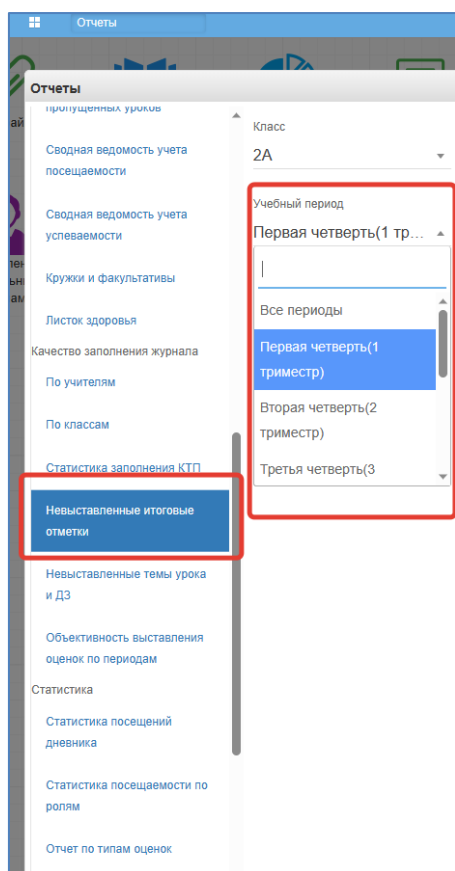 Отчеты
Отчеты
пропущенных уроков
Сводная ведомость учета
посещаемости
Сводная ведомость учета
успеваемости
Кружки и факультативы
Листок здоровья
Качество заполнения журнала
По учителям
По классам
Статистика заполнения КТП
Невыставленные итоговые
отметки
Невыставленные темы урока
и ДЗ
Объективность выставления
оценок по периодам
Статистика
Статистика посещений
дневника
Статистика посещаемости по
ролям
Отчет по типам оценок
Класс
2А
Учебный период
Первая четверть(1 тр...
Все периоды
Первая четверть(1
триместр)
Вторая четверть(2
триместр)
Третья четверть(3